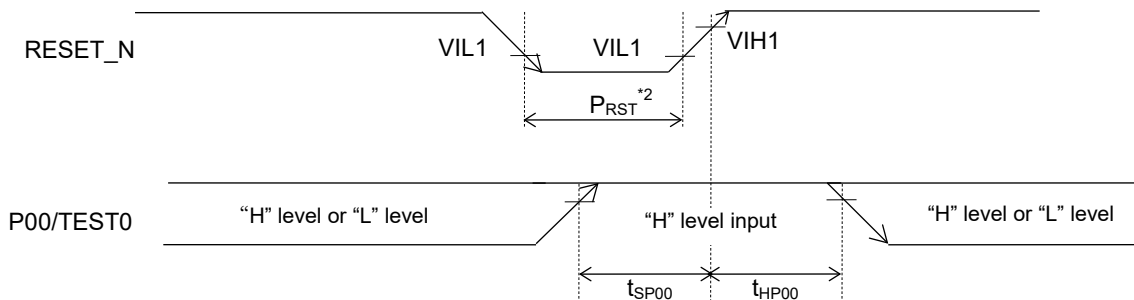 RESET_N
VIL1
VIL1
VIH1
PRST*2
P00/TEST0
“H” level or “L” level
“H” level input
“H” level or “L” level
tSP00
tHP00